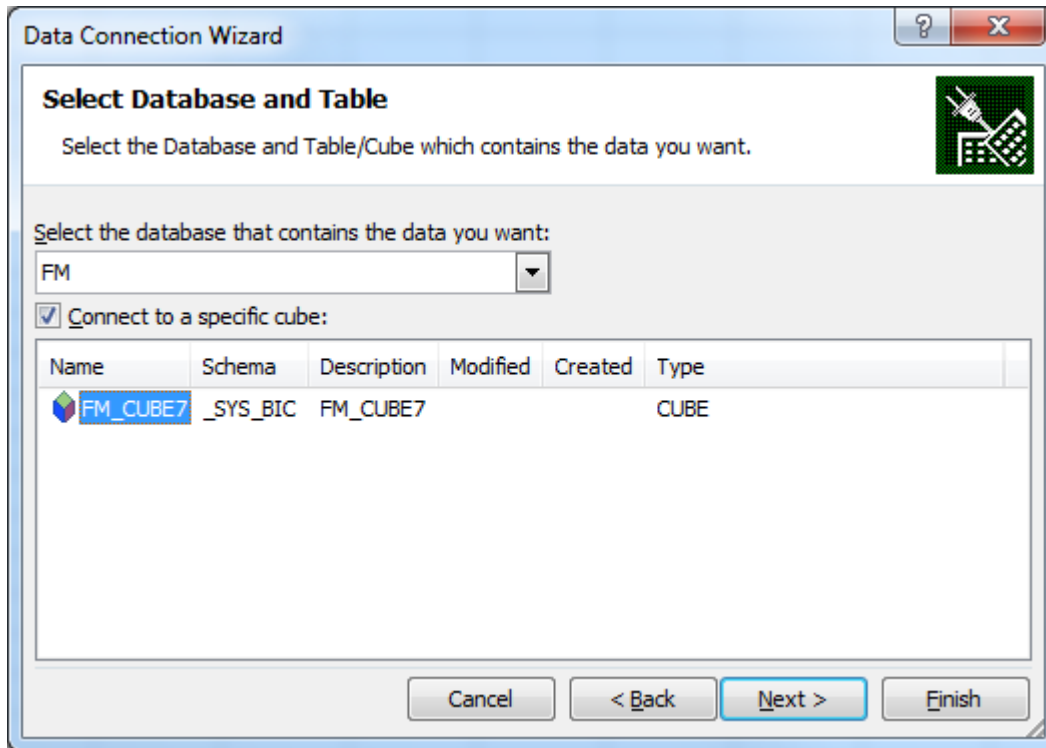 Data Connection Wizard
Select Database and Table
Select the Database and Table/Cube which contains the data you want.
Select the database that contains the data you want:
FM
Connect to a specific cube:
Name Schema Description Modified Created Type
FM_CUBE7 _SYS_BIC FM_CUBE7 CUBE
Cancel < Back Next > Finish